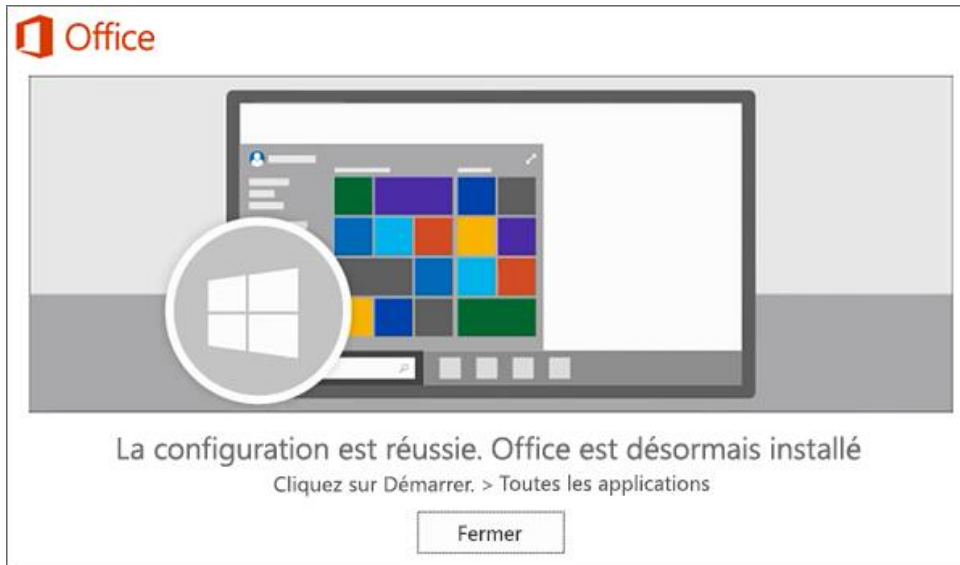 Office
La configuration est réussie. Office est désormais installé
Cliquez sur Démarrer. > Toutes les applications
Fermer